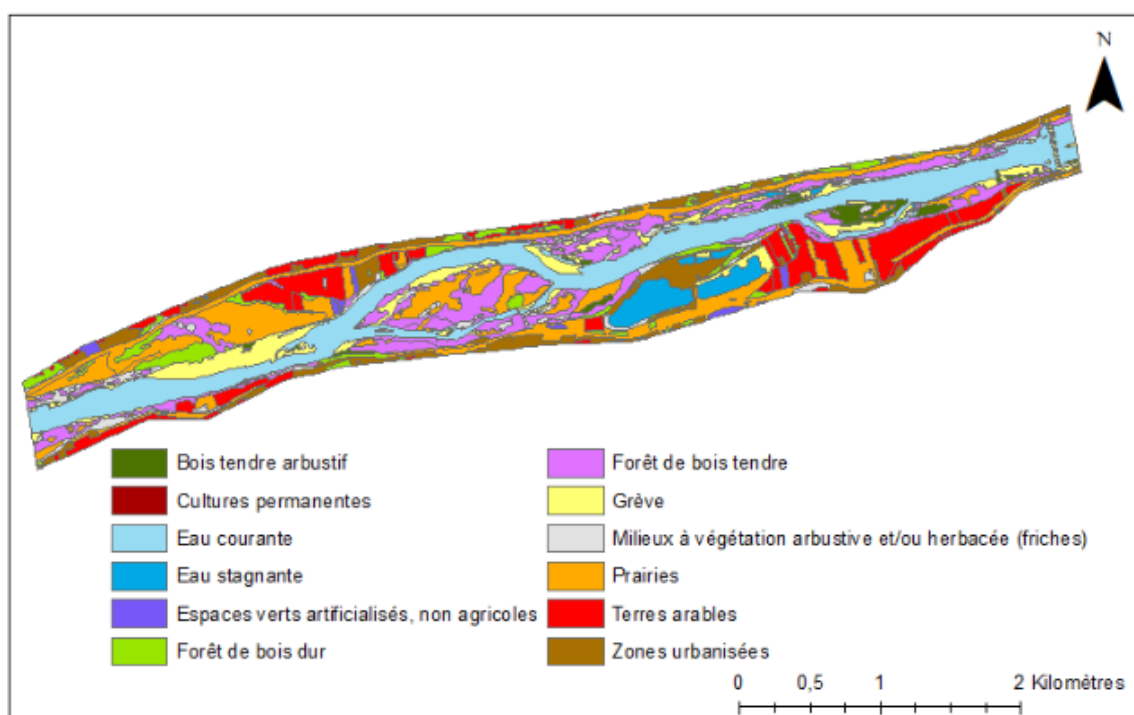 N
Bois tendre arbustif
Cultures permanentes
Eau courante
Eau stagnante
Espaces verts artificialisés, non agricoles
Forêt de bois dur
Forêt de bois tendre
Grève
Milieux à végétation arbustive et/ou herbacée (friches)
Prairies
Terres arables
Zones urbanisées
0 0,5 1 2 Kilomètres